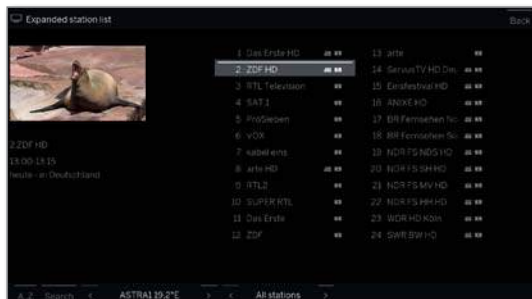 Expanded station list
Back
1 Das Erste HD
2 ZDF HD
3 RTL Television
4 SAT.1
5 ProSieben
6 VOX
7 kabel eins
8 arte HD
9 RTL2
10 SUPER RTL
11 Das Erste
12 ZDF
13 arte
14 ServusTV HD
15 Einsfestival HD
16 ANIXE HD
17 BR Fernsehen
18 BR Fernsehen
19 NDR FS NDS HD
20 NDR FS SH HD
21 NDR FS MV HD
22 NDR FS HH HD
23 WDR HD Köln
24 SWR BW HD
2 ZDF HD
13:00-13:15
heute - in Deutschland
A..Z Search < ASTRA1 19.2°E > < All stations >